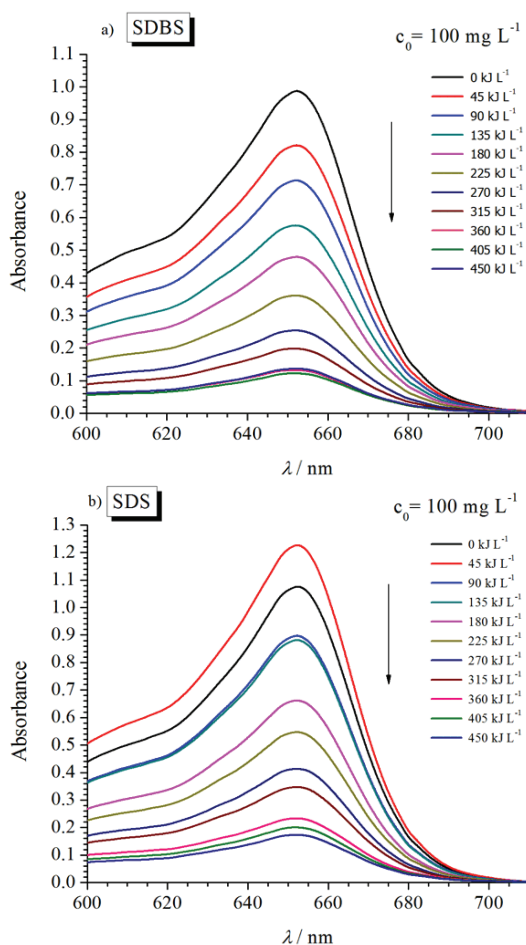 a) SDBS
c₀= 100 mg L⁻¹
0 kJ L⁻¹
45 kJ L⁻¹
90 kJ L⁻¹
135 kJ L⁻¹
180 kJ L⁻¹
225 kJ L⁻¹
270 kJ L⁻¹
315 kJ L⁻¹
360 kJ L⁻¹
405 kJ L⁻¹
450 kJ L⁻¹
Absorbance
1.1
1.0
0.9
0.8
0.7
0.6
0.5
0.4
0.3
0.2
0.1
0.0
600 620 640 660 680 700
λ / nm
b) SDS
c₀= 100 mg L⁻¹
0 kJ L⁻¹
45 kJ L⁻¹
90 kJ L⁻¹
135 kJ L⁻¹
180 kJ L⁻¹
225 kJ L⁻¹
270 kJ L⁻¹
315 kJ L⁻¹
360 kJ L⁻¹
405 kJ L⁻¹
450 kJ L⁻¹
Absorbance
1.3
1.2
1.1
1.0
0.9
0.8
0.7
0.6
0.5
0.4
0.3
0.2
0.1
0.0
600 620 640 660 680 700
λ / nm